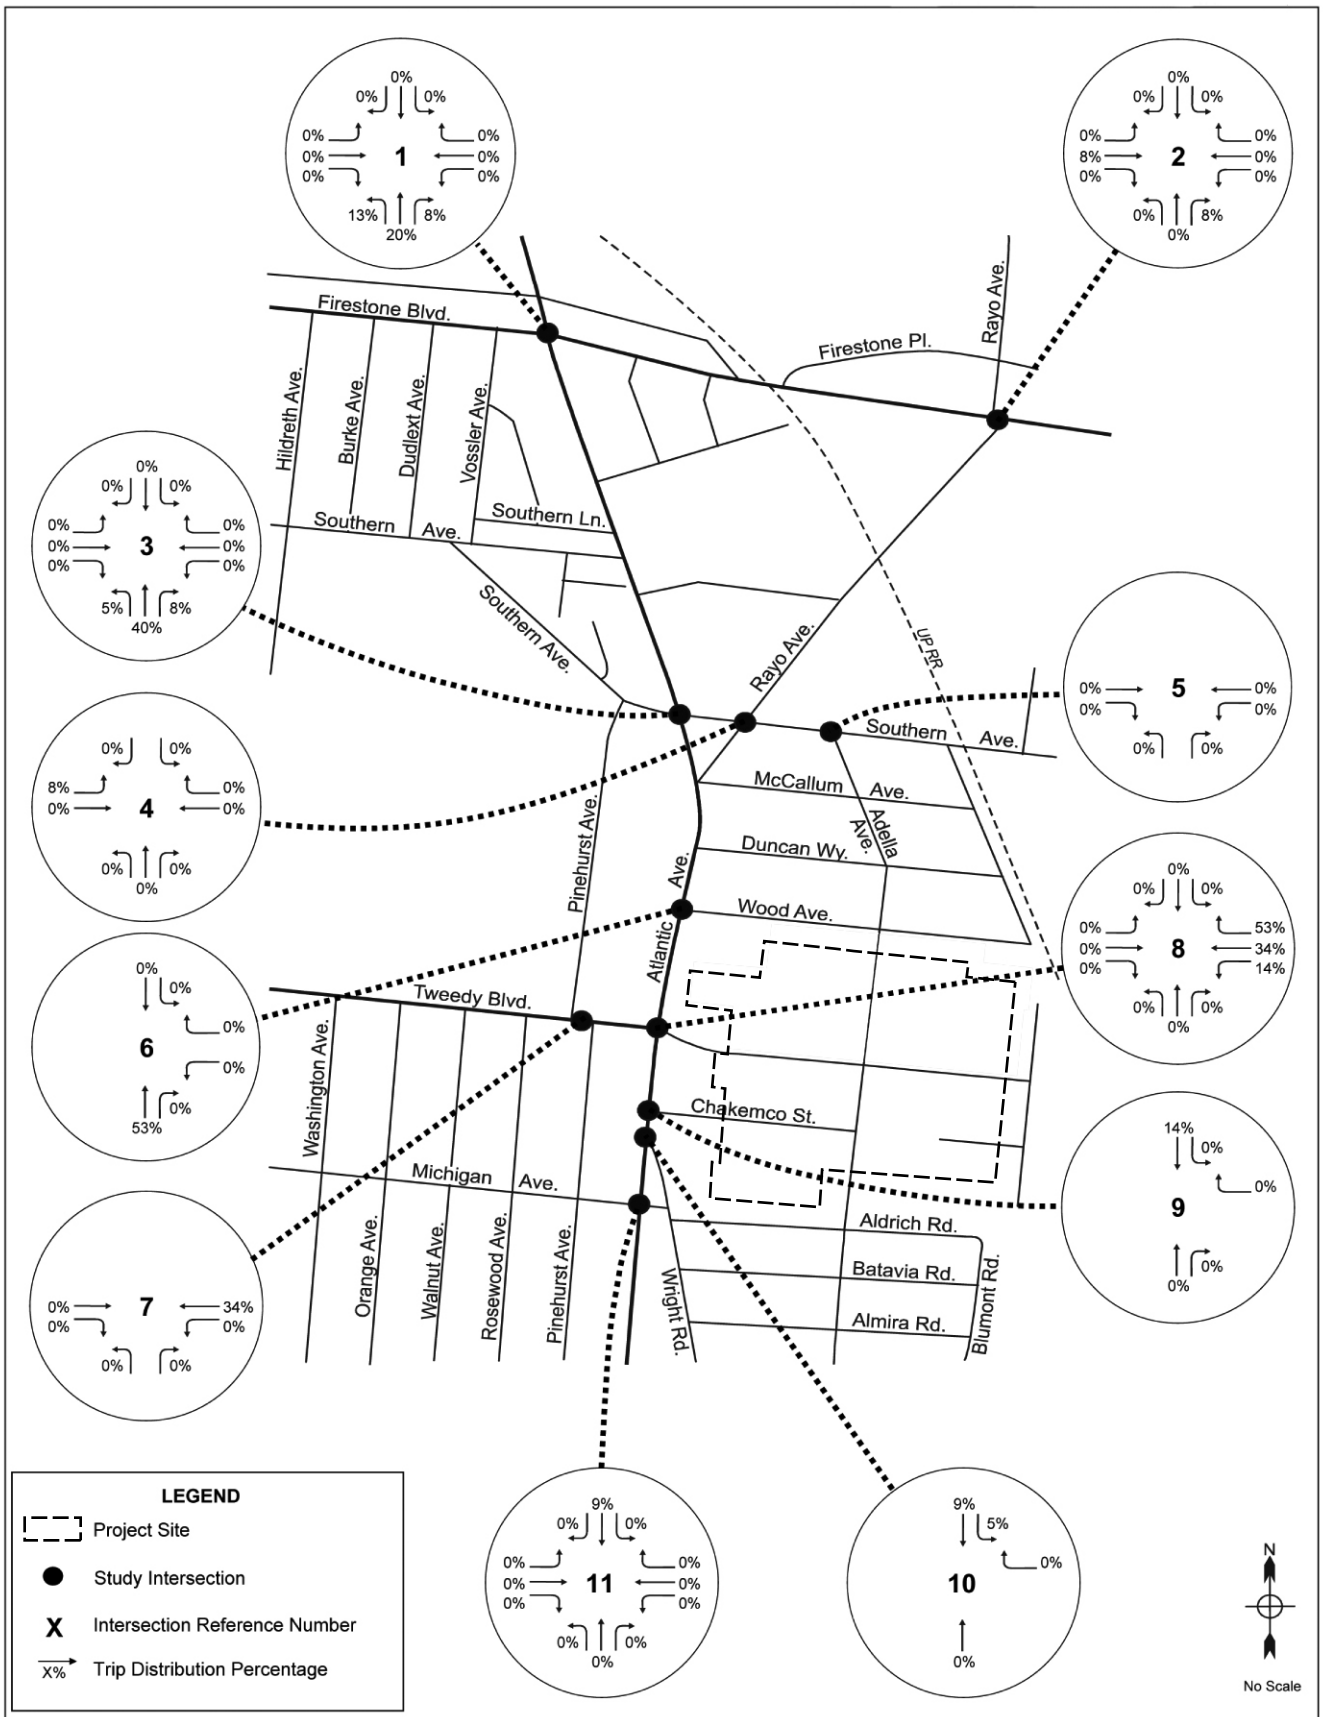 0%
0%
0%
0%
0%
0%
1
0%
0%
0%
13%
8%
20%
0%
0%
0%
0%
8%
0%
2
0%
0%
0%
0%
8%
0%
Firestone Blvd.
Firestone Pl.
Rayo Ave.
Hildreth Ave.
Burke Ave.
Dudlext Ave.
Vossler Ave.
Southern Ave.
Southern Ln.
0%
0%
0%
0%
0%
0%
3
0%
0%
0%
5%
8%
40%
Southern Ave.
Rayo Ave.
UP RR
Southern Ave.
0%
0%
5
0%
0%
0%
0%
0%
0%
8%
0%
4
0%
0%
0%
0%
0%
McCallum Ave.
Adella
Ave.
Duncan Wy.
Pinehurst Ave.
Atlantic Ave.
Wood Ave.
0%
0%
0%
0%
0%
0%
8
53%
34%
14%
0%
0%
0%
0%
0%
6
0%
0%
0%
53%
Tweedy Blvd.
Washington Ave.
Chakemco St.
14%
0%
0%
9
0%
0%
Michigan Ave.
Orange Ave.
Walnut Ave.
Rosewood Ave.
Pinehurst Ave.
Wright Rd.
Aldrich Rd.
Batavia Rd.
Almira Rd.
Blumont Rd.
0%
0%
7
34%
0%
0%
0%
9%
0%
0%
0%
0%
0%
11
0%
0%
0%
0%
0%
0%
9%
5%
0%
10
0%
LEGEND
Project Site
Study Intersection
X Intersection Reference Number
X% Trip Distribution Percentage
N
No Scale